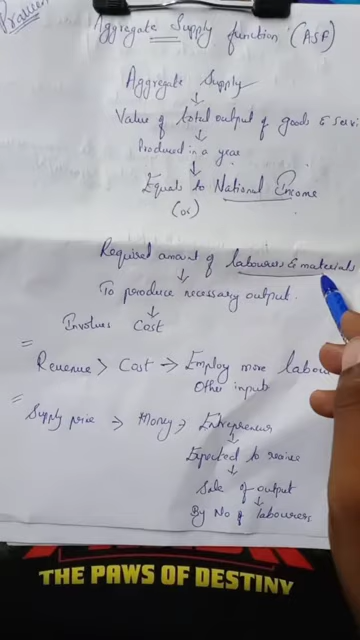 Praveen
Aggregate Supply function (ASF)
Aggregate Supply
↓
Value of total output of goods & servi
↓
Produced in a year
↓
Equals to National Income
(or)
Required amount of labourers & materials
↓
To produce necessary output.
↓
Involves Cost
=
Revenue > Cost → Employ more labou
Other inputs
=
Supply price → Money → Entrepreneur
↓
Expected to receive
↓
Sale of output
↓
By No of labourers
THE PAWS OF DESTINY